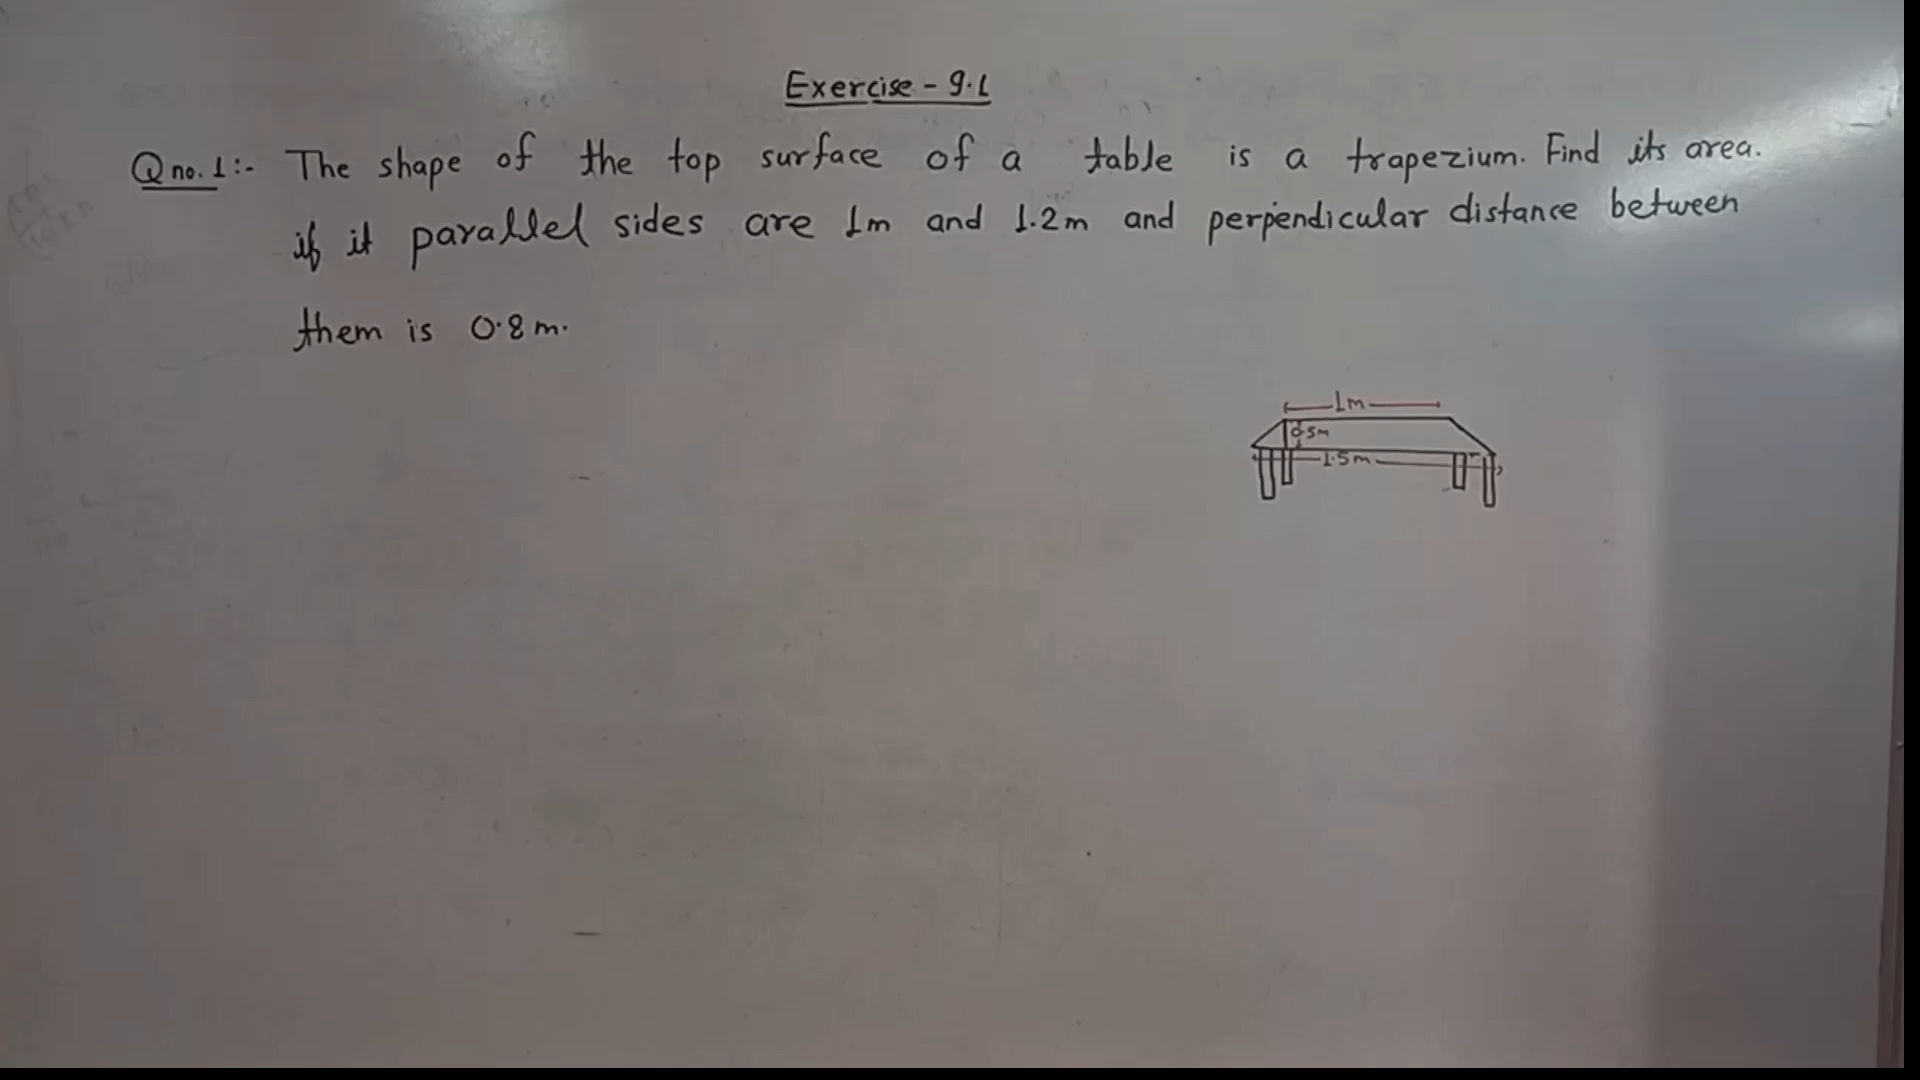 Exercise - 9.1
Q no. 1:- The shape of the top surface of a table is a trapezium. Find its area.
if it parallel sides are 1m and 1.2m and perpendicular distance between
them is 0.8 m.
1m
0.5m
1.5m